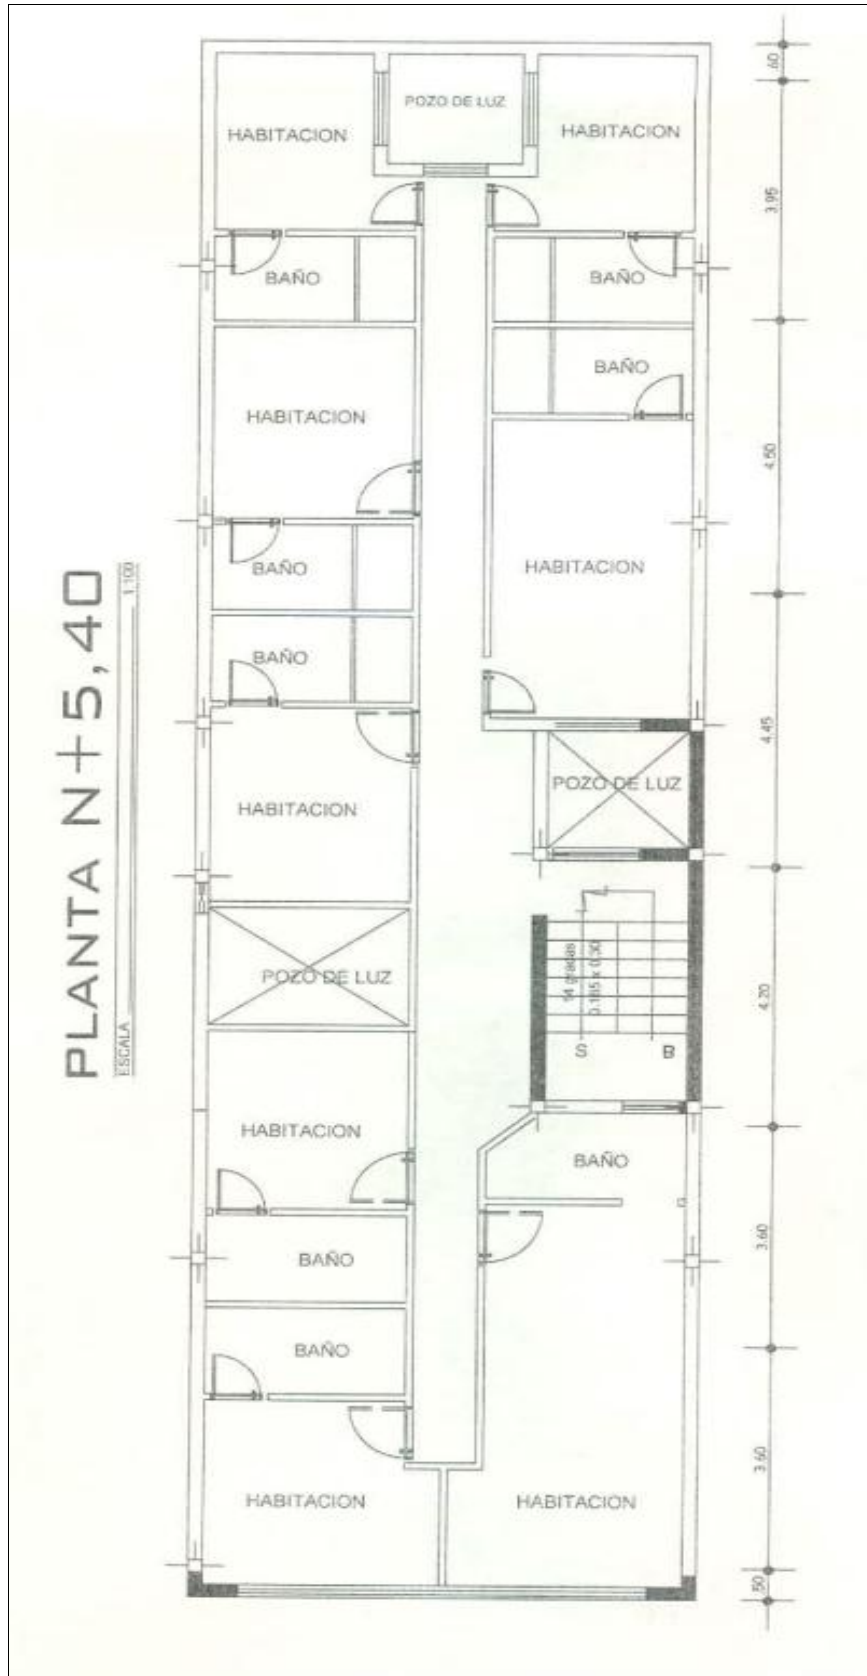 POZO DE LUZ
HABITACION
HABITACION
BAÑO
BAÑO
BAÑO
HABITACION
HABITACION
BAÑO
BAÑO
HABITACION
POZO DE LUZ
POZO DE LUZ
14 gradas
0.185 x 0.30
S
B
HABITACION
BAÑO
BAÑO
BAÑO
HABITACION
HABITACION
.60
3.95
4.60
4.45
4.20
3.60
3.60
.50
PLANTA N+5,40
ESCALA 1:100